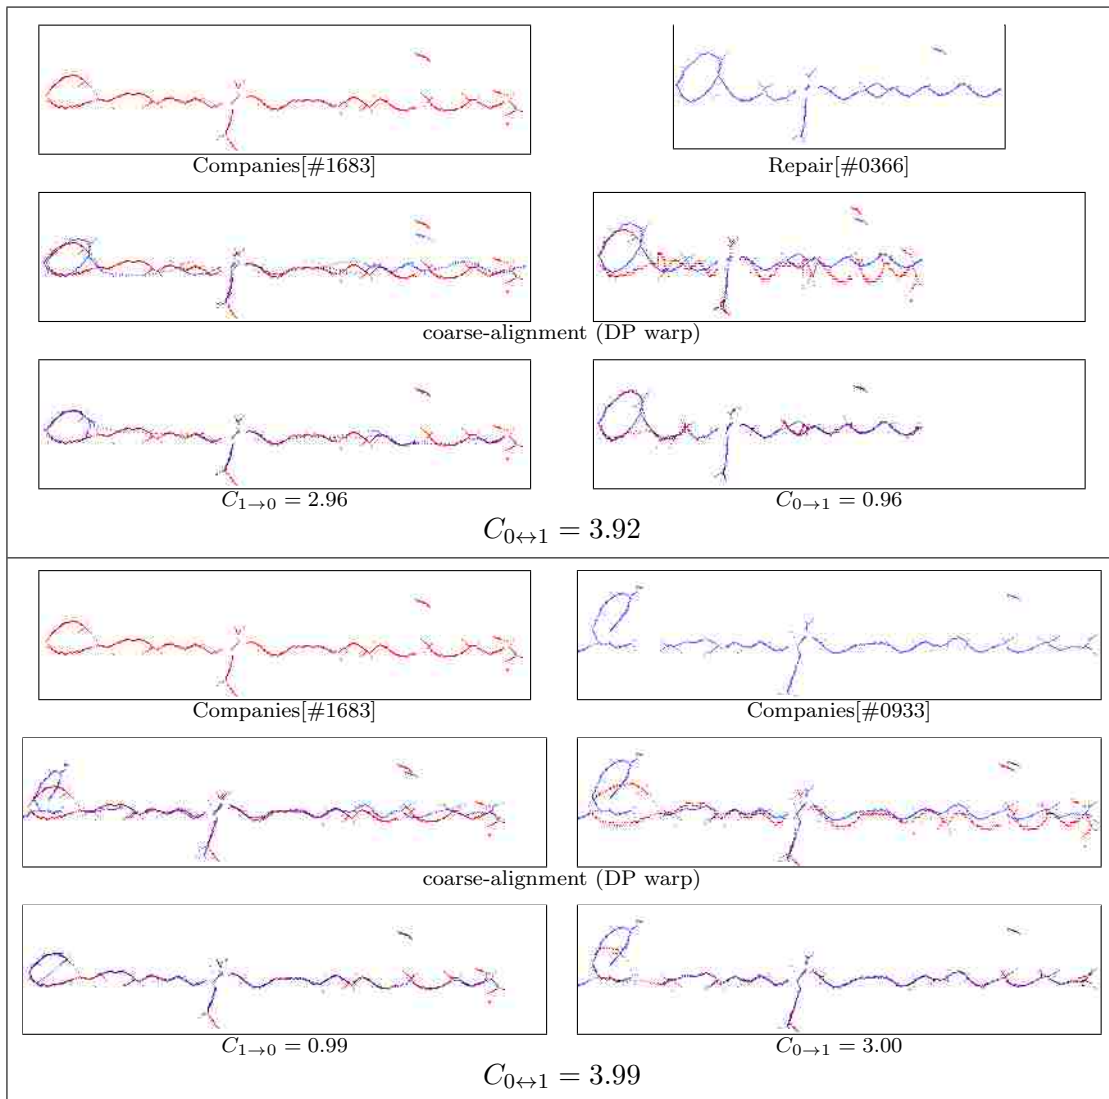 Companies[#1683] Repair[#0366]
coarse-alignment (DP warp)
C₁→₀ = 2.96 C₀→₁ = 0.96
C₀↔₁ = 3.92
Companies[#1683] Companies[#0933]
coarse-alignment (DP warp)
C₁→₀ = 0.99 C₀→₁ = 3.00
C₀↔₁ = 3.99